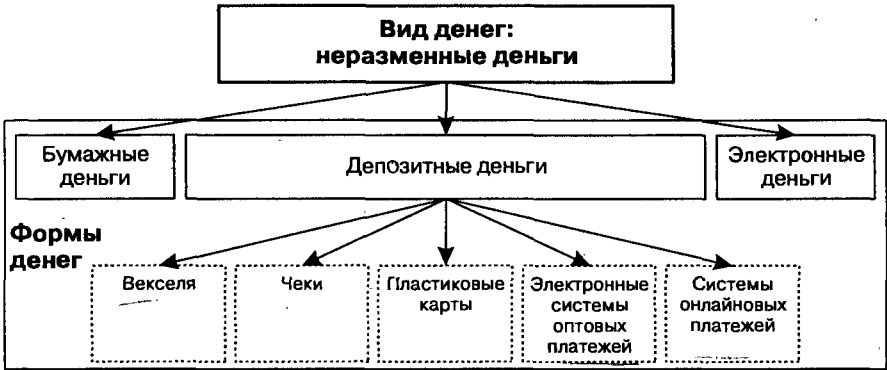 Вид денег:
неразменные деньги
Бумажные
деньги
Депозитные деньги
Электронные
деньги
Формы
денег
Векселя
Чеки
Пластиковые
карты
Электронные
системы
оптовых
платежей
Системы
онлайновых
платежей